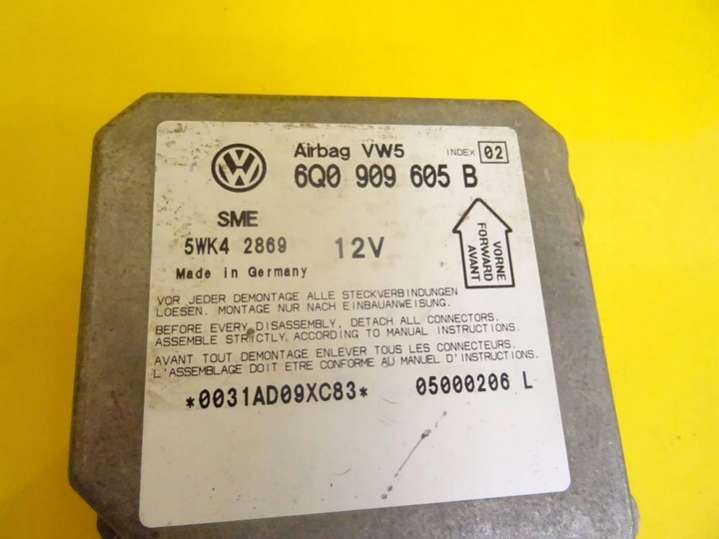 VW
Airbag VW5
INDEX 02
6Q0 909 605 B
SME
5WK4 2869
12V
Made in Germany
VORNE
FORWARD
AVANT
VOR JEDER DEMONTAGE ALLE STECKVERBINDUNGEN
LOESEN. MONTAGE NUR NACH EINBAUANWEISUNG.
BEFORE EVERY DISASSEMBLY, DETACH ALL CONNECTORS.
ASSEMBLE STRICTLY, ACCORDING TO MANUAL INSTRUCTIONS.
AVANT TOUT DEMONTAGE ENLEVER TOUS LES CONNECTEURS.
L'ASSEMBLAGE DOIT ETRE CONFORME AU MANUEL D'INSTRUCTIONS.
*0031AD09XC83*
05000206 L